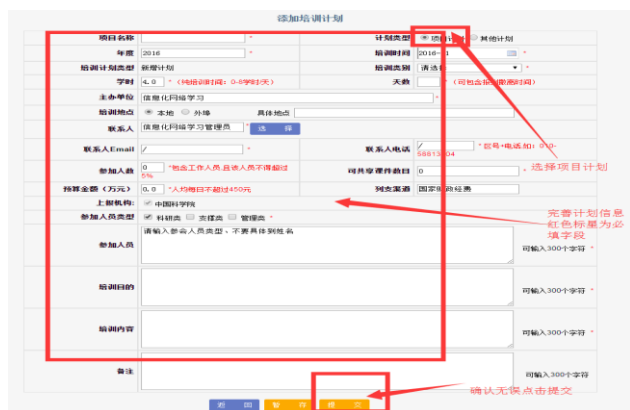 添加培训计划
项目名称 * 计划类型 项目计划 其他计划
年度 2016 * 培训时间 2016-01 *
培训计划类型 新增计划 培训类别 请选择 *
学时 4.0 *（纯培训时间：0-8学时/天） 天数 *（可包含报到撤离时间）
主办单位 信息化网络学习 *
培训地点 本地 外埠 具体地点
联系人 信息化网络学习管理员 * 选 择
联系人Email / * 联系人电话 / *区号+电话,如：010-
58813604
参加人数 0 *包含工作人员,且该人员不得超过
5% 可共享课件数目 0 *
选择项目计划
预算金额（万元） 0.0 *人均每日不超过450元 列支渠道 国家财政经费
上报机构: 中国科学院
参加人员类型 科研类 支撑类 管理类 *
完善计划信息
红色标星为必
填字段
参加人员 请输入参会人员类型、不要具体到姓名 可输入300个字符 *
培训目的 可输入300个字符 *
培训内容 可输入300个字符 *
备注 可输入300个字符
确认无误点击提交
返 回 暂 存 提 交